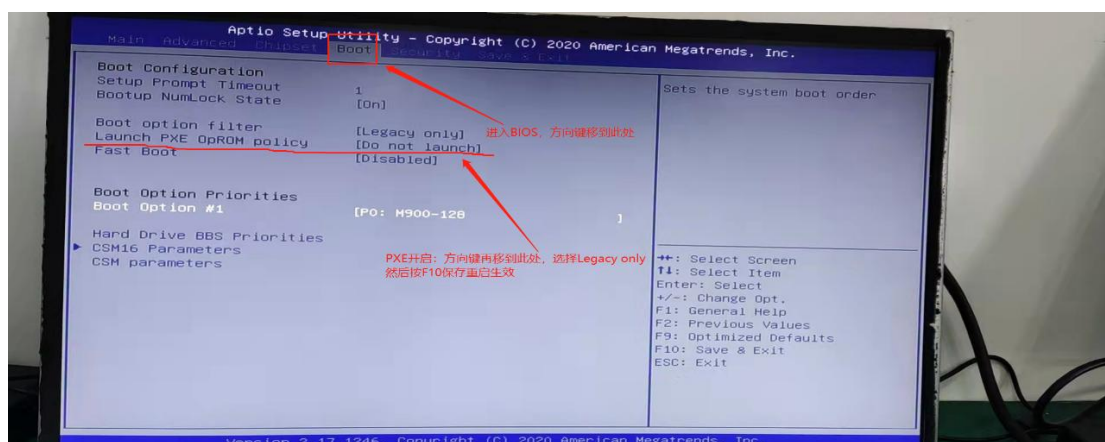 Aptio Setup Utility - Copyright (C) 2020 American Megatrends, Inc.
Main Advanced Chipset Boot Security Save & Exit
Boot Configuration
Setup Prompt Timeout 1
Bootup NumLock State [On]
Boot option filter [Legacy only]
Launch PXE OpROM policy [Do not launch]
Fast Boot [Disabled]
Boot Option Priorities
Boot Option #1 [P0: M900-128 ]
Hard Drive BBS Priorities
CSM16 Parameters
CSM parameters
Sets the system boot order
进入BIOS，方向键移到此处
PXE开启：方向键再移到此处，选择Legacy only
然后按F10保存重启生效
→←: Select Screen
↑↓: Select Item
Enter: Select
+/-: Change Opt.
F1: General Help
F2: Previous Values
F9: Optimized Defaults
F10: Save & Exit
ESC: Exit
Version 2.17.1246. Copyright (C) 2020 American Megatrends, Inc.